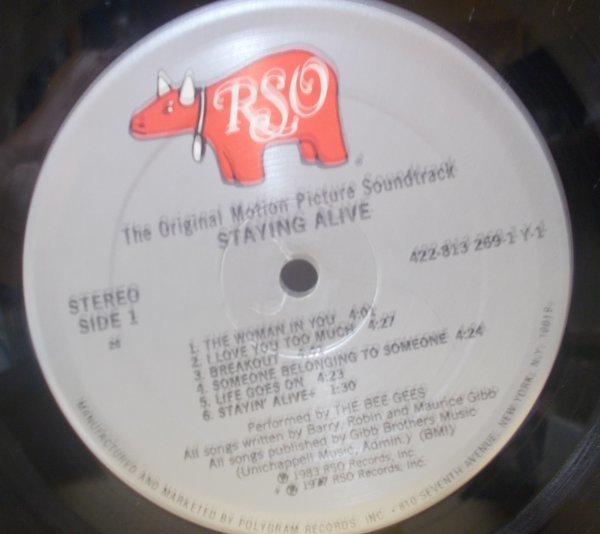 RSO
The Original Motion Picture Soundtrack
STAYING ALIVE
422-813 269-1 Y-1
STEREO
SIDE 1
1. THE WOMAN IN YOU
2. I LOVE YOU TOO MUCH 4:27
3. BREAKOUT
4. SOMEONE BELONGING TO SOMEONE 4:24
5. LIFE GOES ON 4:23
6. STAYIN' ALIVE+ 1:30
Performed by THE BEE GEES
All songs written by Barry, Robin and Maurice Gibb
All songs published by Gibb Brothers Music
(Unichappell Music, Admin.) (BMI)
℗ 1983 RSO Records, Inc.
+ ℗ 1977 RSO Records, Inc.
MANUFACTURED AND MARKETED BY POLYGRAM RECORDS, INC. • 810 SEVENTH AVENUE, NEW YORK, N.Y. 10019